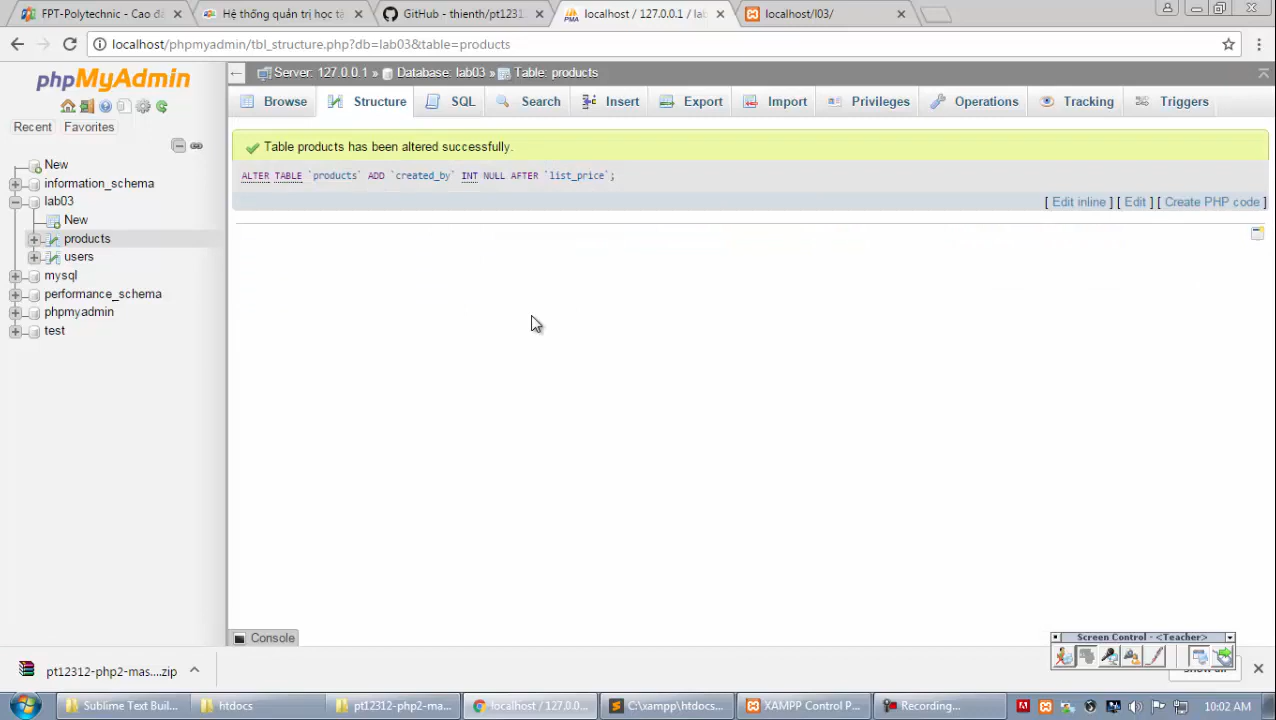 FPT-Polytechnic - Cao đẳ
Hệ thống quản trị học tậ
GitHub - thienth/pt1231
localhost / 127.0.0.1 / lab
localhost/l03/
localhost/phpmyadmin/tbl_structure.php?db=lab03&table=products
phpMyAdmin
Recent
Favorites
New
information_schema
lab03
New
products
users
mysql
performance_schema
phpmyadmin
test
Server: 127.0.0.1 » Database: lab03 » Table: products
Browse
Structure
SQL
Search
Insert
Export
Import
Privileges
Operations
Tracking
Triggers
Table products has been altered successfully.
ALTER TABLE `products` ADD `created_by` INT NULL AFTER `list_price`;
[ Edit inline ] [ Edit ] [ Create PHP code ]
Console
Screen Control - <Teacher>
pt12312-php2-mas....zip
Sublime Text Buil...
htdocs
pt12312-php2-ma...
localhost / 127.0.0...
C:\xampp\htdocs...
XAMPP Control P...
Recording...
10:02 AM